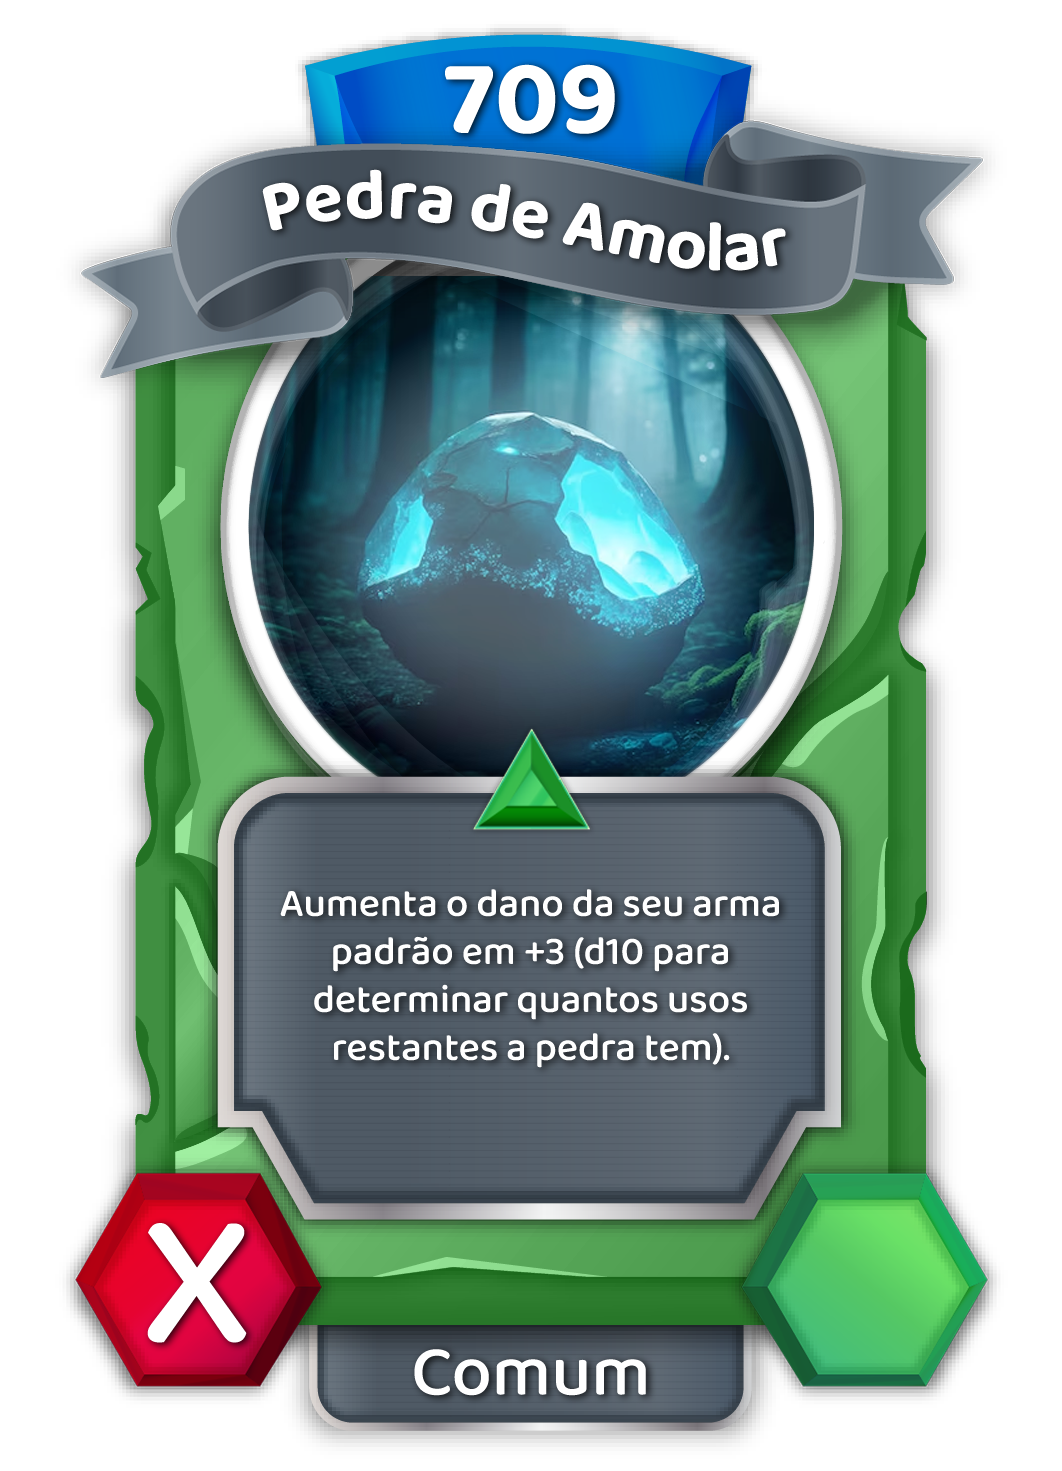 709
Pedra de Amolar
Aumenta o dano da seu arma
padrão em +3 (d10 para
determinar quantos usos
restantes a pedra tem).
X
Comum